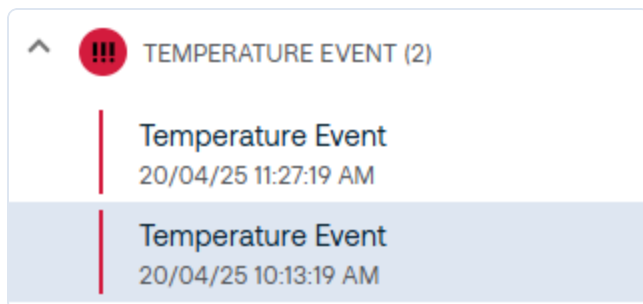 !!! TEMPERATURE EVENT (2)
Temperature Event
20/04/25 11:27:19 AM
Temperature Event
20/04/25 10:13:19 AM